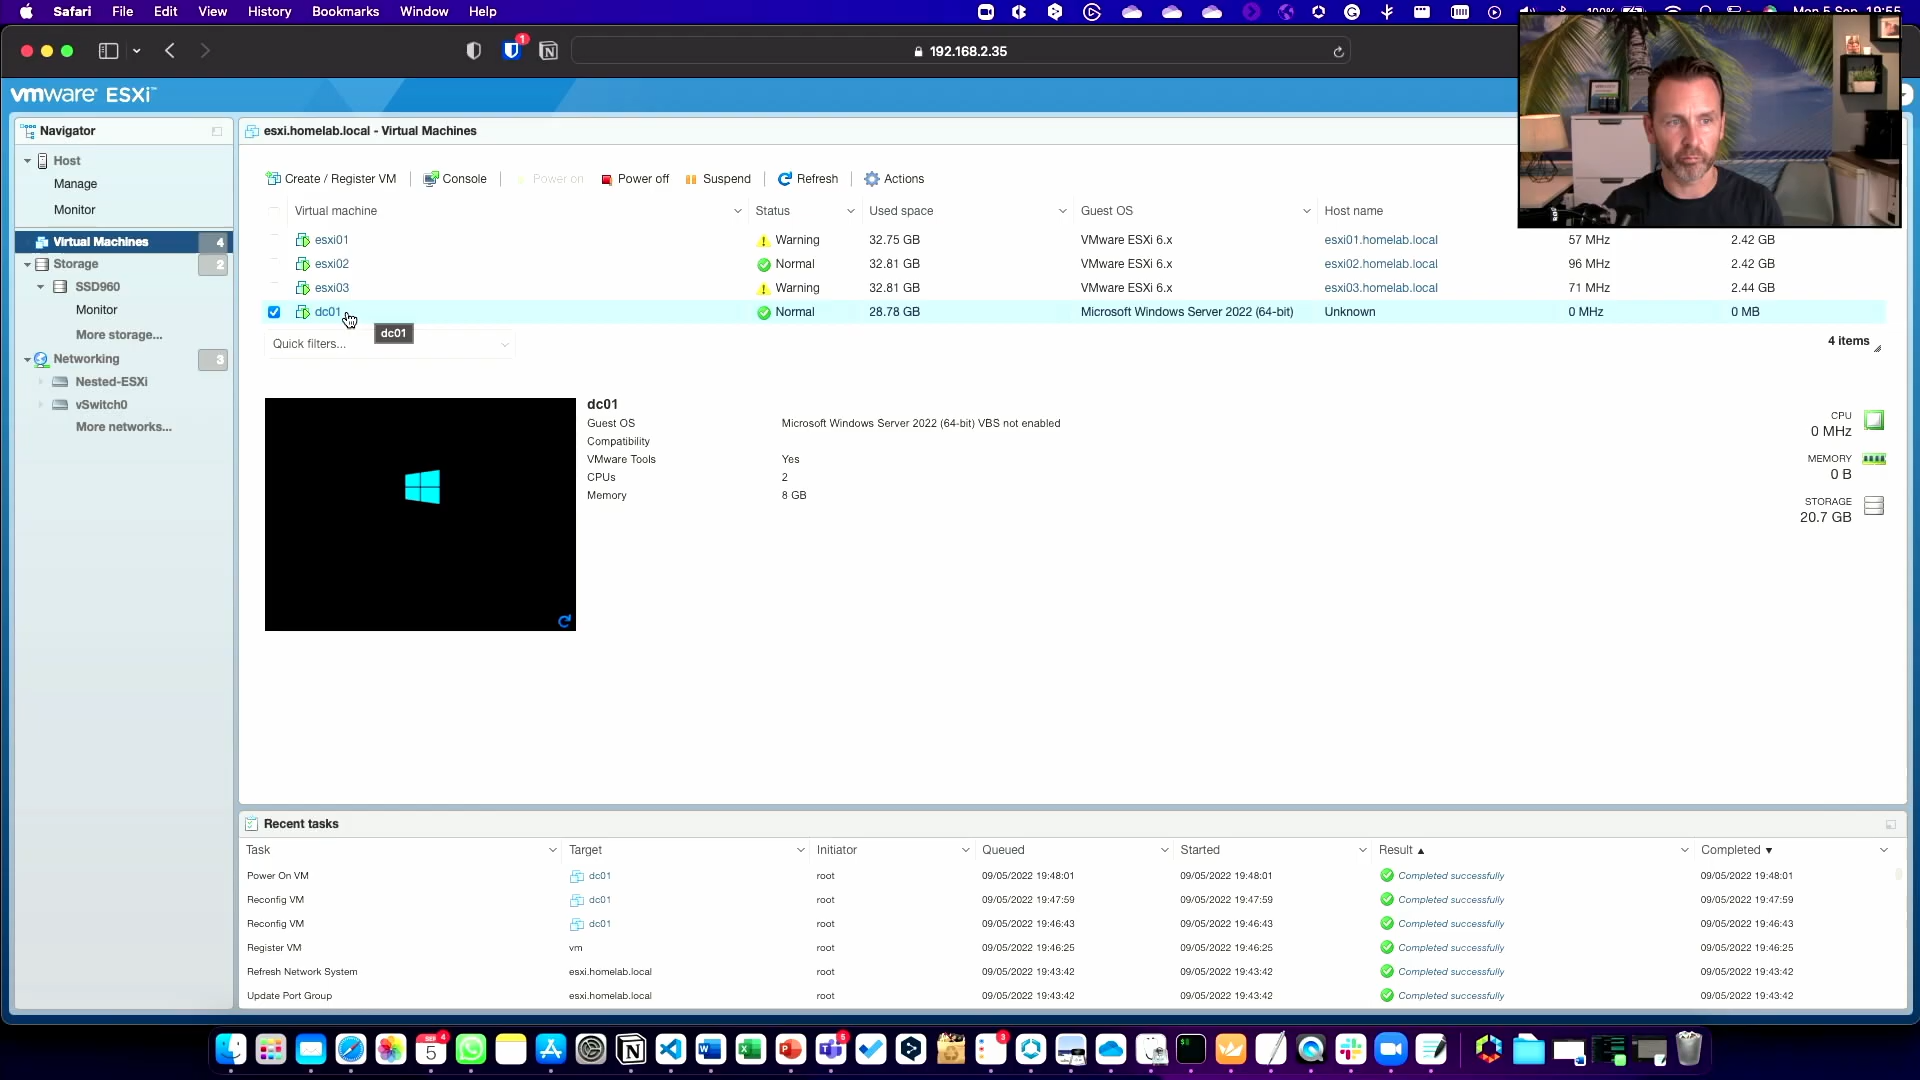 Safari File Edit View History Bookmarks Window Help
192.168.2.35
1
vmware ESXi™
Navigator
Host
Manage
Monitor
Virtual Machines 4
Storage 2
SSD960
Monitor
More storage...
Networking 3
Nested-ESXi
vSwitch0
More networks...
esxi.homelab.local - Virtual Machines
Create / Register VM Console Power on Power off Suspend Refresh Actions
Virtual machine Status Used space Guest OS Host name
esxi01 Warning 32.75 GB VMware ESXi 6.x esxi01.homelab.local 57 MHz 2.42 GB
esxi02 Normal 32.81 GB VMware ESXi 6.x esxi02.homelab.local 96 MHz 2.42 GB
esxi03 Warning 32.81 GB VMware ESXi 6.x esxi03.homelab.local 71 MHz 2.44 GB
dc01 Normal 28.78 GB Microsoft Windows Server 2022 (64-bit) Unknown 0 MHz 0 MB
dc01
Quick filters...
4 items
dc01
Guest OS Microsoft Windows Server 2022 (64-bit) VBS not enabled
Compatibility
VMware Tools Yes
CPUs 2
Memory 8 GB
CPU
0 MHz
MEMORY
0 B
STORAGE
20.7 GB
Recent tasks
Task Target Initiator Queued Started Result ▲ Completed ▼
Power On VM dc01 root 09/05/2022 19:48:01 09/05/2022 19:48:01 Completed successfully 09/05/2022 19:48:01
Reconfig VM dc01 root 09/05/2022 19:47:59 09/05/2022 19:47:59 Completed successfully 09/05/2022 19:47:59
Reconfig VM dc01 root 09/05/2022 19:46:43 09/05/2022 19:46:43 Completed successfully 09/05/2022 19:46:43
Register VM vm root 09/05/2022 19:46:25 09/05/2022 19:46:25 Completed successfully 09/05/2022 19:46:25
Refresh Network System esxi.homelab.local root 09/05/2022 19:43:42 09/05/2022 19:43:42 Completed successfully 09/05/2022 19:43:42
Update Port Group esxi.homelab.local root 09/05/2022 19:43:42 09/05/2022 19:43:42 Completed successfully 09/05/2022 19:43:42